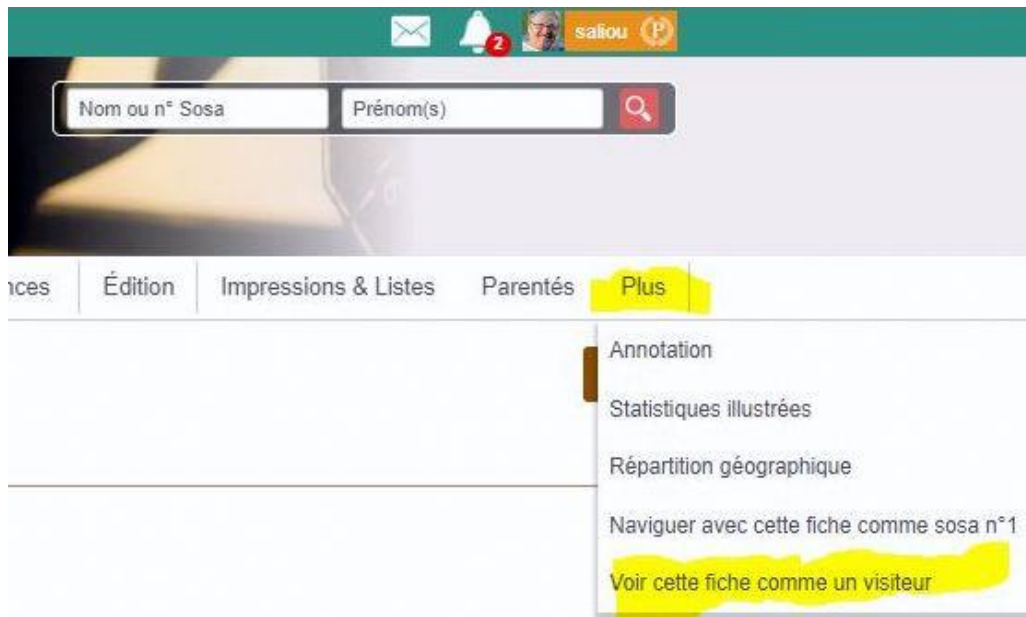 2 saliou P
Nom ou n° Sosa Prénom(s)
nces Édition Impressions & Listes Parentés Plus
Annotation
Statistiques illustrées
Répartition géographique
Naviguer avec cette fiche comme sosa n°1
Voir cette fiche comme un visiteur